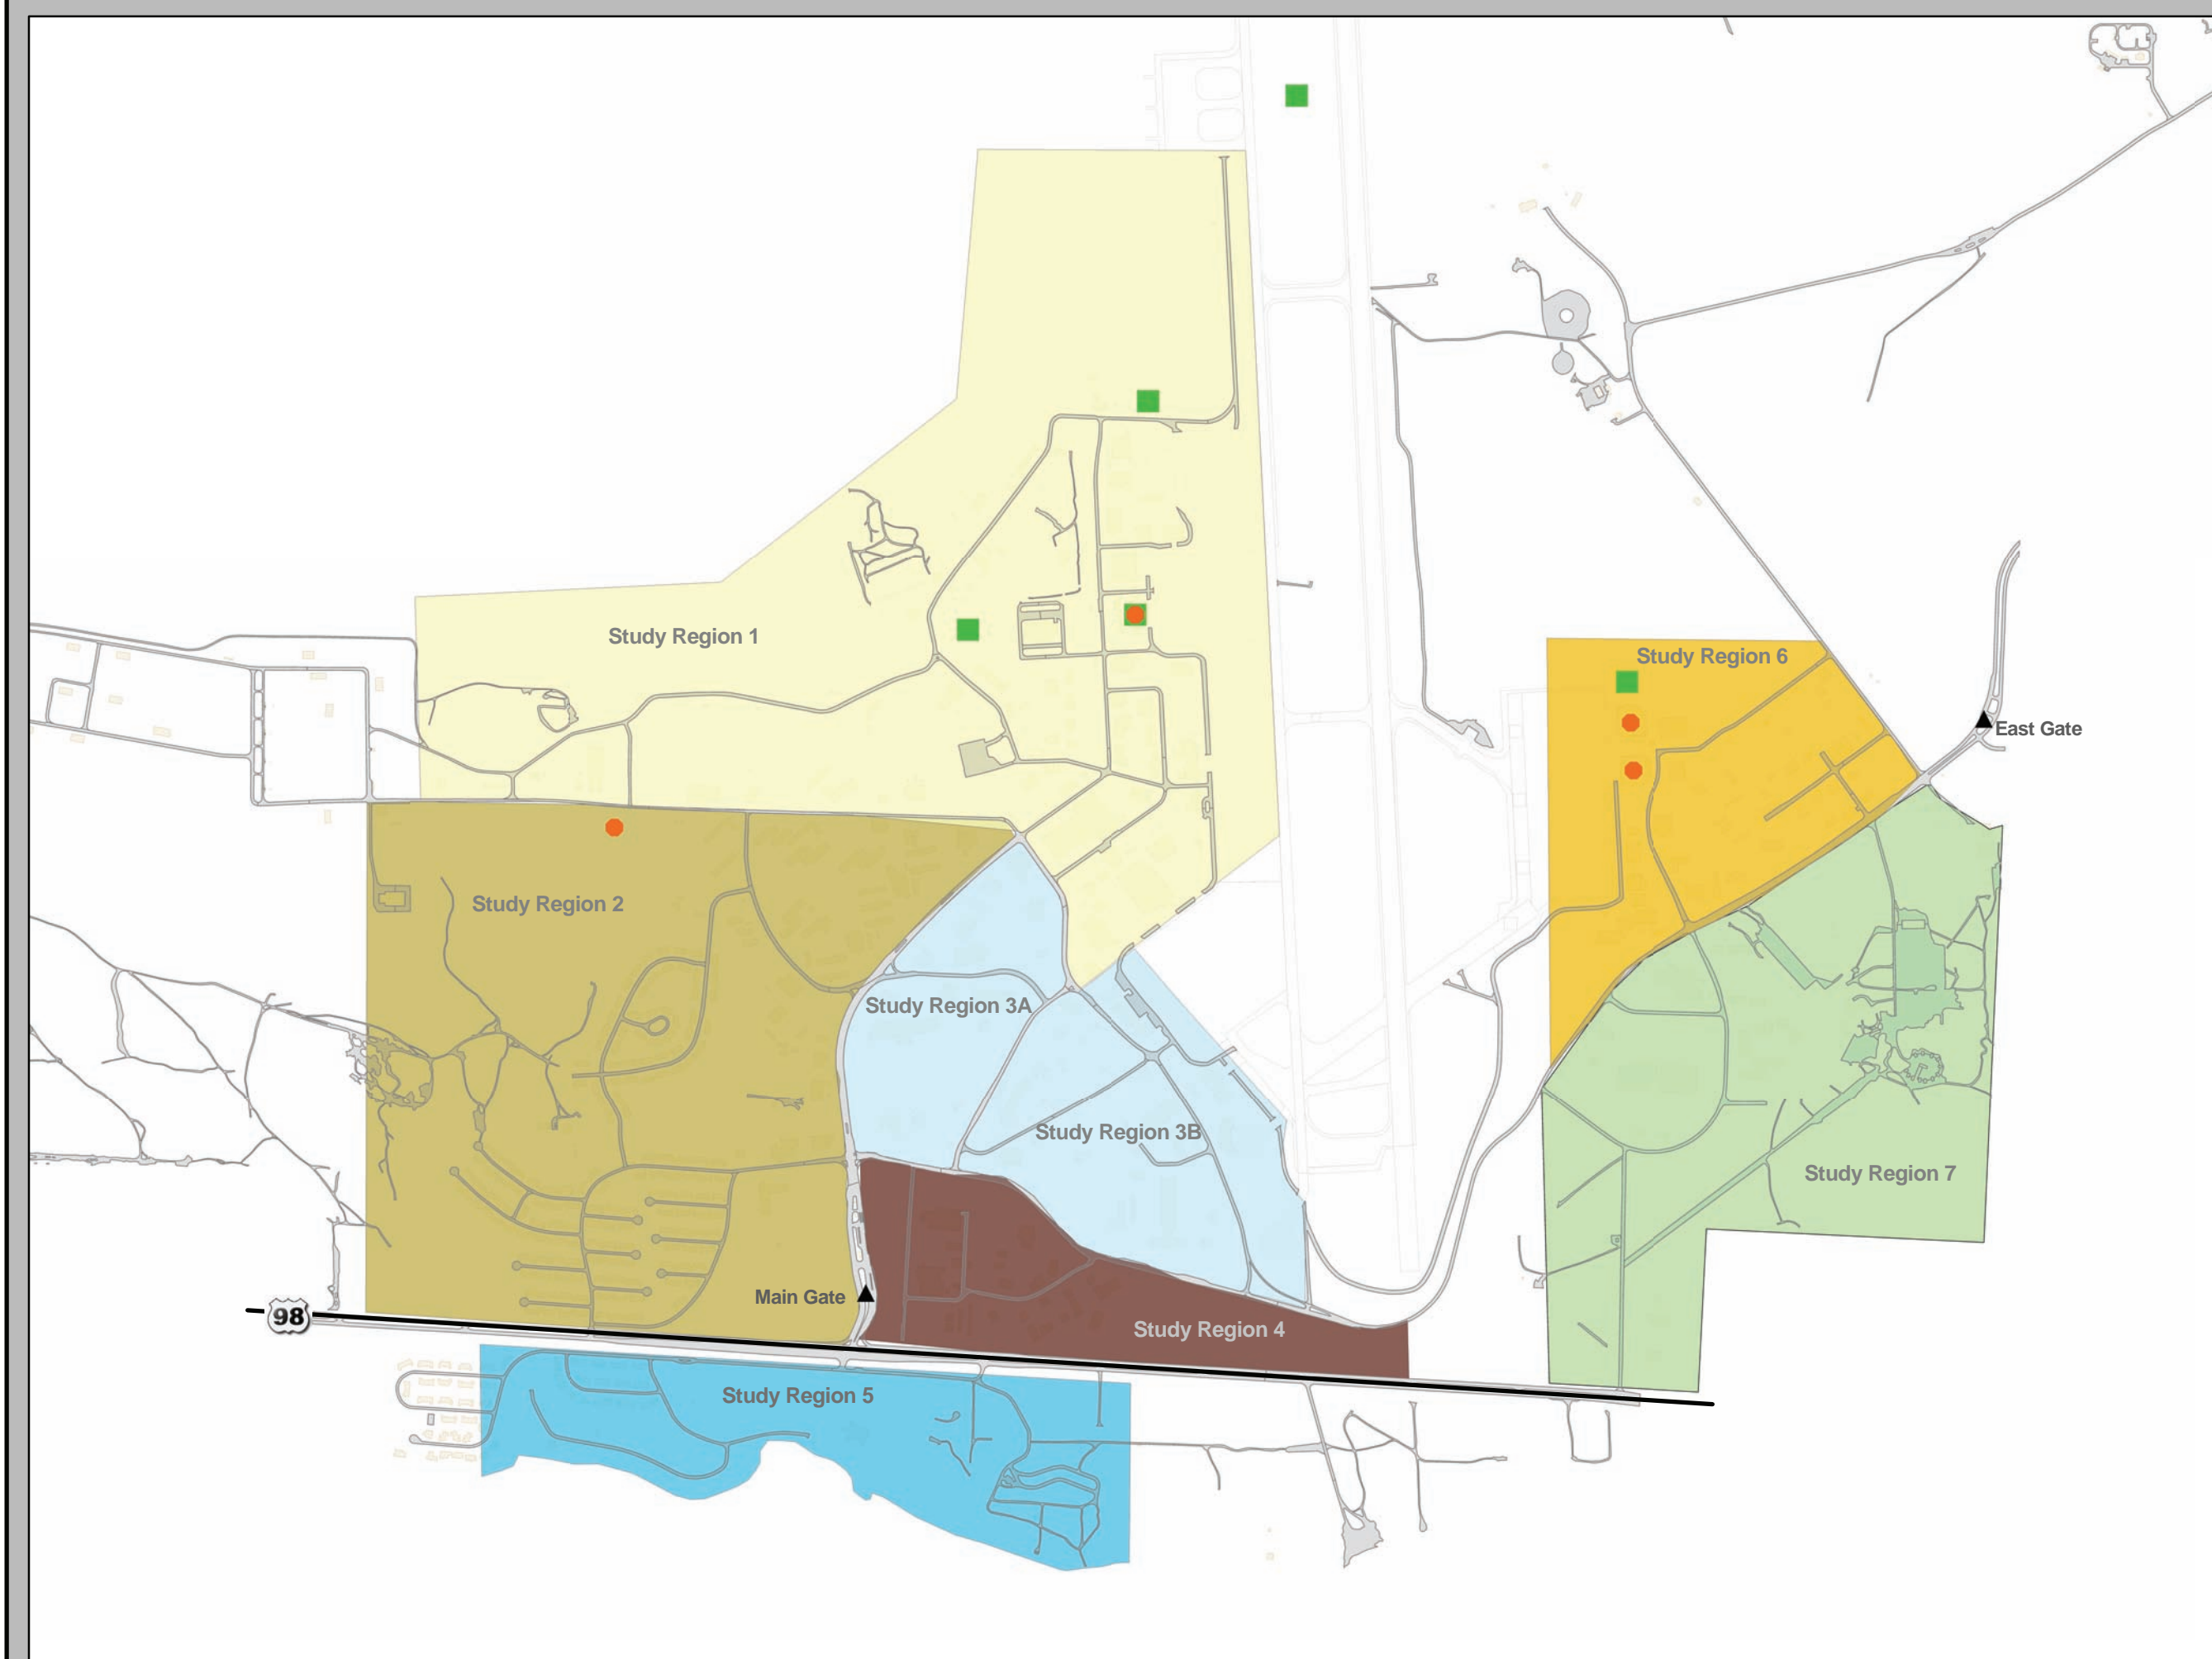 Study Region 1
Study Region 6
East Gate
Study Region 2
Study Region 3A
Study Region 3B
Study Region 7
Main Gate
98
Study Region 4
Study Region 5